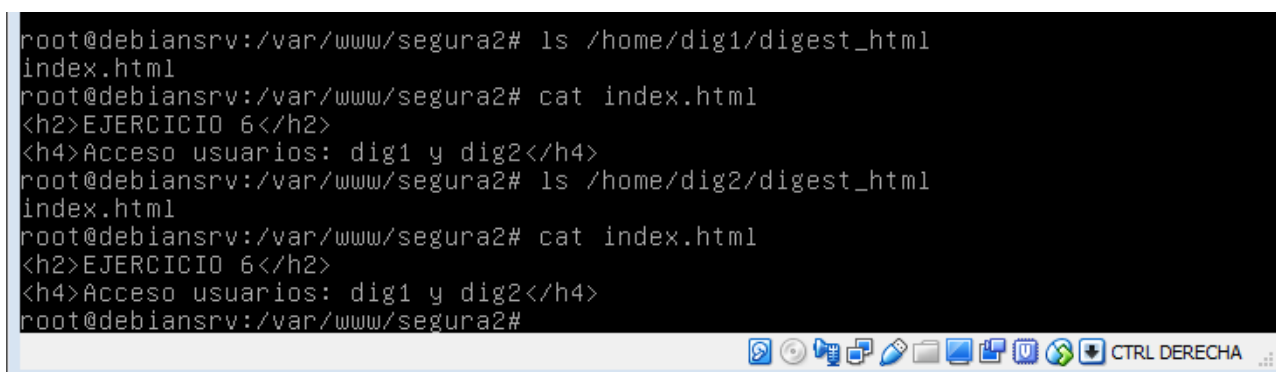 root@debiansrv:/var/www/segura2# ls /home/dig1/digest_html
index.html
root@debiansrv:/var/www/segura2# cat index.html
<h2>EJERCICIO 6</h2>
<h4>Acceso usuarios: dig1 y dig2</h4>
root@debiansrv:/var/www/segura2# ls /home/dig2/digest_html
index.html
root@debiansrv:/var/www/segura2# cat index.html
<h2>EJERCICIO 6</h2>
<h4>Acceso usuarios: dig1 y dig2</h4>
root@debiansrv:/var/www/segura2#
CTRL DERECHA